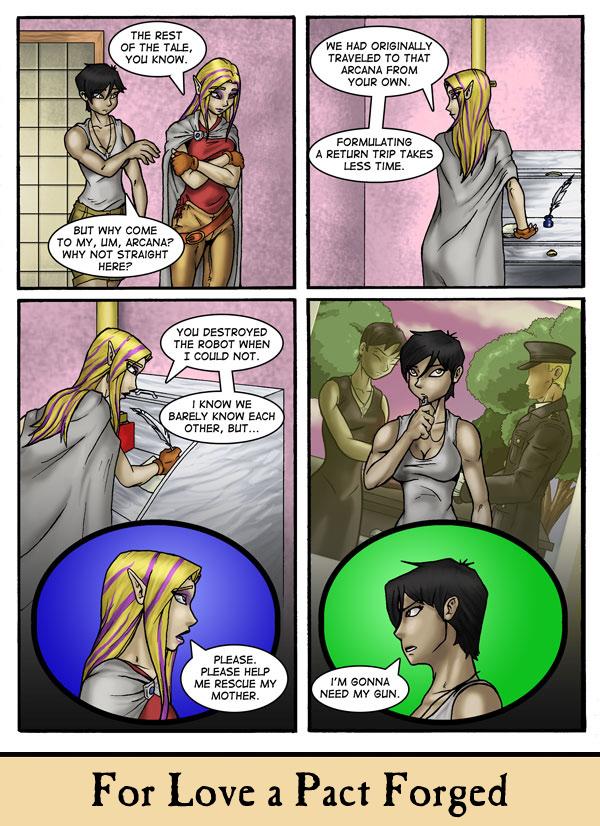 THE REST
OF THE TALE,
YOU KNOW.
BUT WHY COME
TO MY, UM, ARCANA?
WHY NOT STRAIGHT
HERE?
WE HAD ORIGINALLY
TRAVELED TO THAT
ARCANA FROM
YOUR OWN.
FORMULATING
A RETURN TRIP TAKES
LESS TIME.
YOU DESTROYED
THE ROBOT WHEN
I COULD NOT.
I KNOW WE
BARELY KNOW EACH
OTHER, BUT...
PLEASE.
PLEASE HELP
ME RESCUE MY
MOTHER.
I'M GONNA
NEED MY GUN.
For Love a Pact Forged